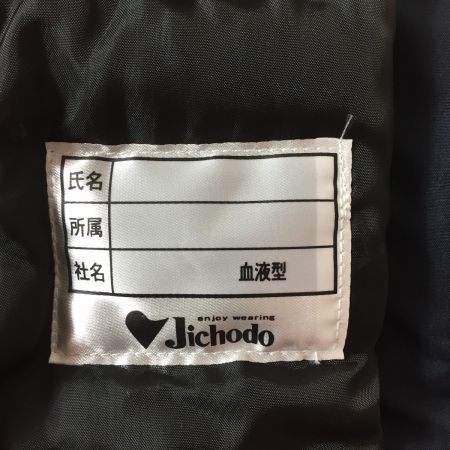 氏名
所属
社名 血液型
enjoy wearing
Jichodo